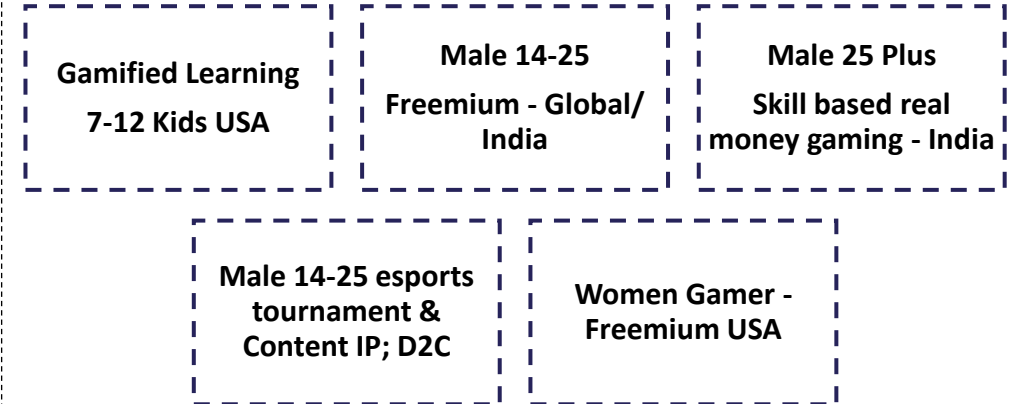 Gamified Learning
7-12 Kids USA
Male 14-25
Freemium - Global/
India
Male 25 Plus
Skill based real
money gaming - India
Male 14-25 esports
tournament &
Content IP; D2C
Women Gamer -
Freemium USA